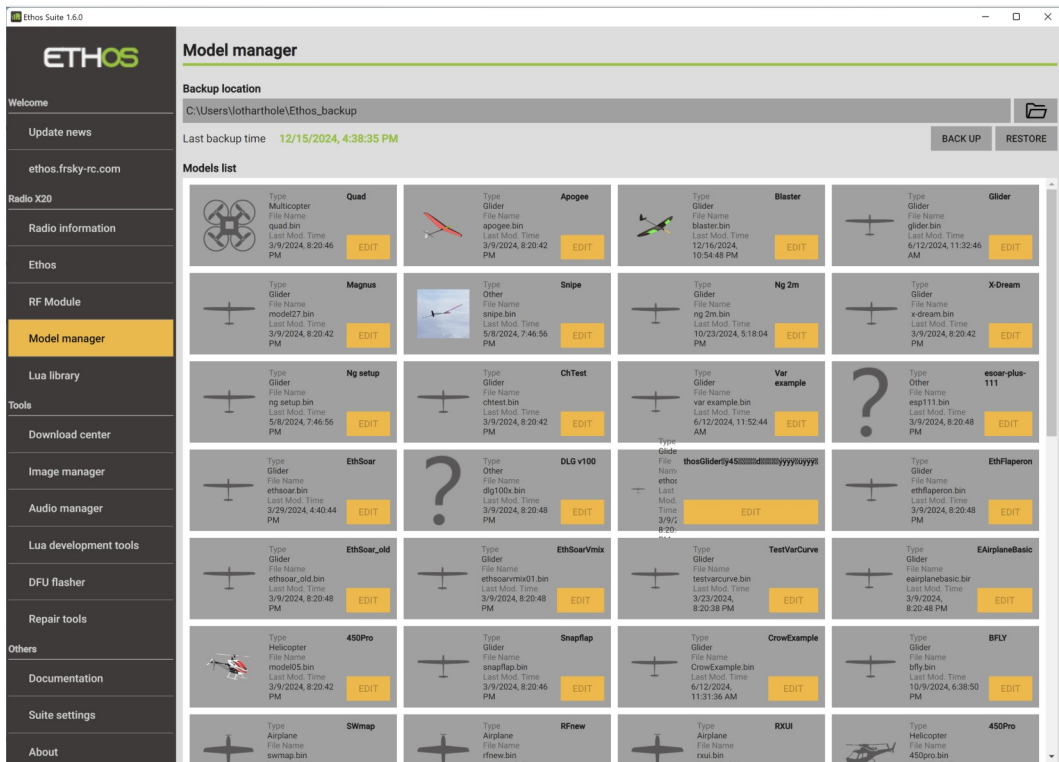 Ethos Suite 1.6.0
ETHOS
Welcome
Update news
ethos.frsky-rc.com
Radio X20
Radio information
Ethos
RF Module
Model manager
Lua library
Tools
Download center
Image manager
Audio manager
Lua development tools
DFU flasher
Repair tools
Others
Documentation
Suite settings
About
Model manager
Backup location
C:\Users\lotharthole\Ethos_backup
Last backup time 12/15/2024, 4:38:35 PM
BACK UP RESTORE
Models list
Type Quad
Multicopter
File Name
quad.bin
Last Mod. Time
3/9/2024, 8:20:46
PM
EDIT
Type Apogee
Glider
File Name
apogee.bin
Last Mod. Time
3/9/2024, 8:20:42
PM
EDIT
Type Blaster
Glider
File Name
blaster.bin
Last Mod. Time
12/16/2024,
10:54:48 PM
EDIT
Type Glider
Glider
File Name
glider.bin
Last Mod. Time
6/12/2024, 11:32:46
AM
EDIT
Type Magnus
Glider
File Name
model27.bin
Last Mod. Time
3/9/2024, 8:20:42
PM
EDIT
Type Snipe
Other
File Name
snipe.bin
Last Mod. Time
5/8/2024, 7:46:56
PM
EDIT
Type Ng 2m
Glider
File Name
ng 2m.bin
Last Mod. Time
10/23/2024, 5:18:04
PM
EDIT
Type X-Dream
Glider
File Name
x-dream.bin
Last Mod. Time
3/9/2024, 8:20:42
PM
EDIT
Type Ng setup
Glider
File Name
ng setup.bin
Last Mod. Time
5/8/2024, 7:46:56
PM
EDIT
Type ChTest
Glider
File Name
chtest.bin
Last Mod. Time
3/9/2024, 8:20:42
PM
EDIT
Type Var
Glider example
File Name
var example.bin
Last Mod. Time
6/12/2024, 11:52:44
AM
EDIT
Type esoar-plus-
Other 111
File Name
esp111.bin
Last Mod. Time
3/9/2024, 8:20:48
PM
EDIT
Type EthSoar
Glider
File Name
ethsoar.bin
Last Mod. Time
3/29/2024, 4:40:44
PM
EDIT
Type DLG v100
Other
File Name
dlg100x.bin
Last Mod. Time
3/9/2024, 8:20:48
PM
EDIT
Type
Glide
File
Name
ethos
Last
Mod.
Time
3/9/2
8:20:
EDIT
Type EthFlaperon
Glider
File Name
ethflaperon.bin
Last Mod. Time
3/9/2024, 8:20:48
PM
EDIT
Type EthSoar_old
Glider
File Name
ethsoar_old.bin
Last Mod. Time
3/9/2024, 8:20:48
PM
EDIT
Type EthSoarVmix
Glider
File Name
ethsoarvmix01.bin
Last Mod. Time
3/9/2024, 8:20:48
PM
EDIT
Type TestVarCurve
Glider
File Name
testvarcurve.bin
Last Mod. Time
3/23/2024,
8:20:38 PM
EDIT
Type EAirplaneBasic
Glider
File Name
eairplanebasic.bir
Last Mod. Time
3/9/2024,
8:20:48 PM
EDIT
Type 450Pro
Helicopter
File Name
model05.bin
Last Mod. Time
3/9/2024, 8:20:42
PM
EDIT
Type Snapflap
Glider
File Name
snapflap.bin
Last Mod. Time
3/9/2024, 8:20:46
PM
EDIT
Type CrowExample
Glider
File Name
CrowExample.bin
Last Mod. Time
6/12/2024,
11:31:36 AM
EDIT
Type BFLY
Glider
File Name
bfly.bin
Last Mod. Time
10/9/2024, 6:38:50
PM
EDIT
Type SWmap
Airplane
File Name
swmap.bin
Type RFnew
Airplane
File Name
rfnew.bin
Type RXUI
Airplane
File Name
rxui.bin
Type 450Pro
Helicopter
File Name
450pro.bin